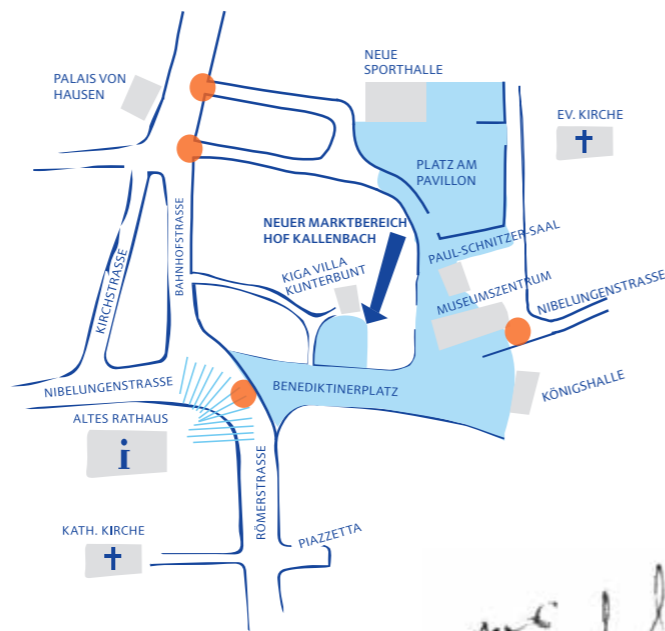 NEUE
SPORTHALLE
PALAIS VON
HAUSEN
EV. KIRCHE
PLATZ AM
PAVILLON
NEUER MARKTBEREICH
HOF KALLENBACH
PAUL-SCHNITZER-SAAL
KIGA VILLA
KUNTERBUNT
BAHNHOFSTRASSE
KIRCHSTRASSE
MUSEUMSZENTRUM
NIBELUNGENSTRASSE
NIBELUNGENSTRASSE
BENEDIKTINERPLATZ
KÖNIGSHALLE
ALTES RATHAUS
i
RÖMERSTRASSE
KATH. KIRCHE
PIAZZETTA